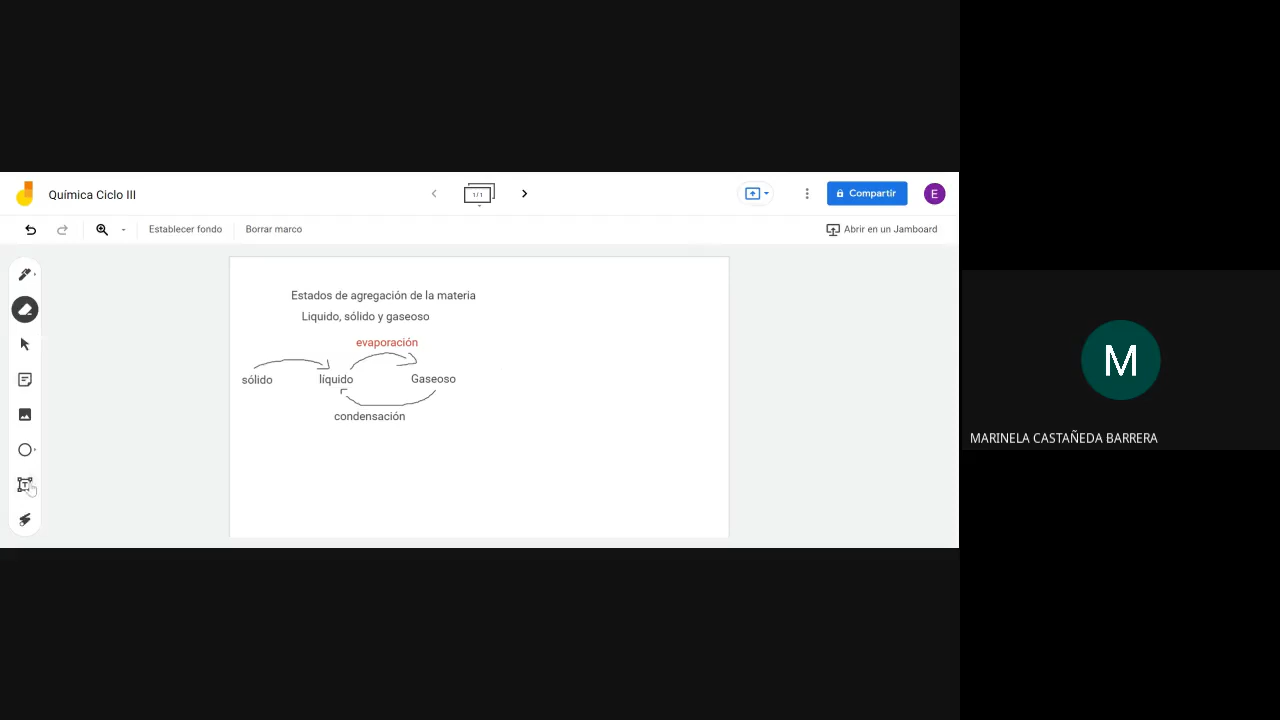 Química Ciclo III
1/1
Compartir
E
Establecer fondo
Borrar marco
Abrir en un Jamboard
Estados de agregación de la materia
Liquido, sólido y gaseoso
evaporación
sólido
líquido
Gaseoso
condensación
T
M
MARINELA CASTAÑEDA BARRERA